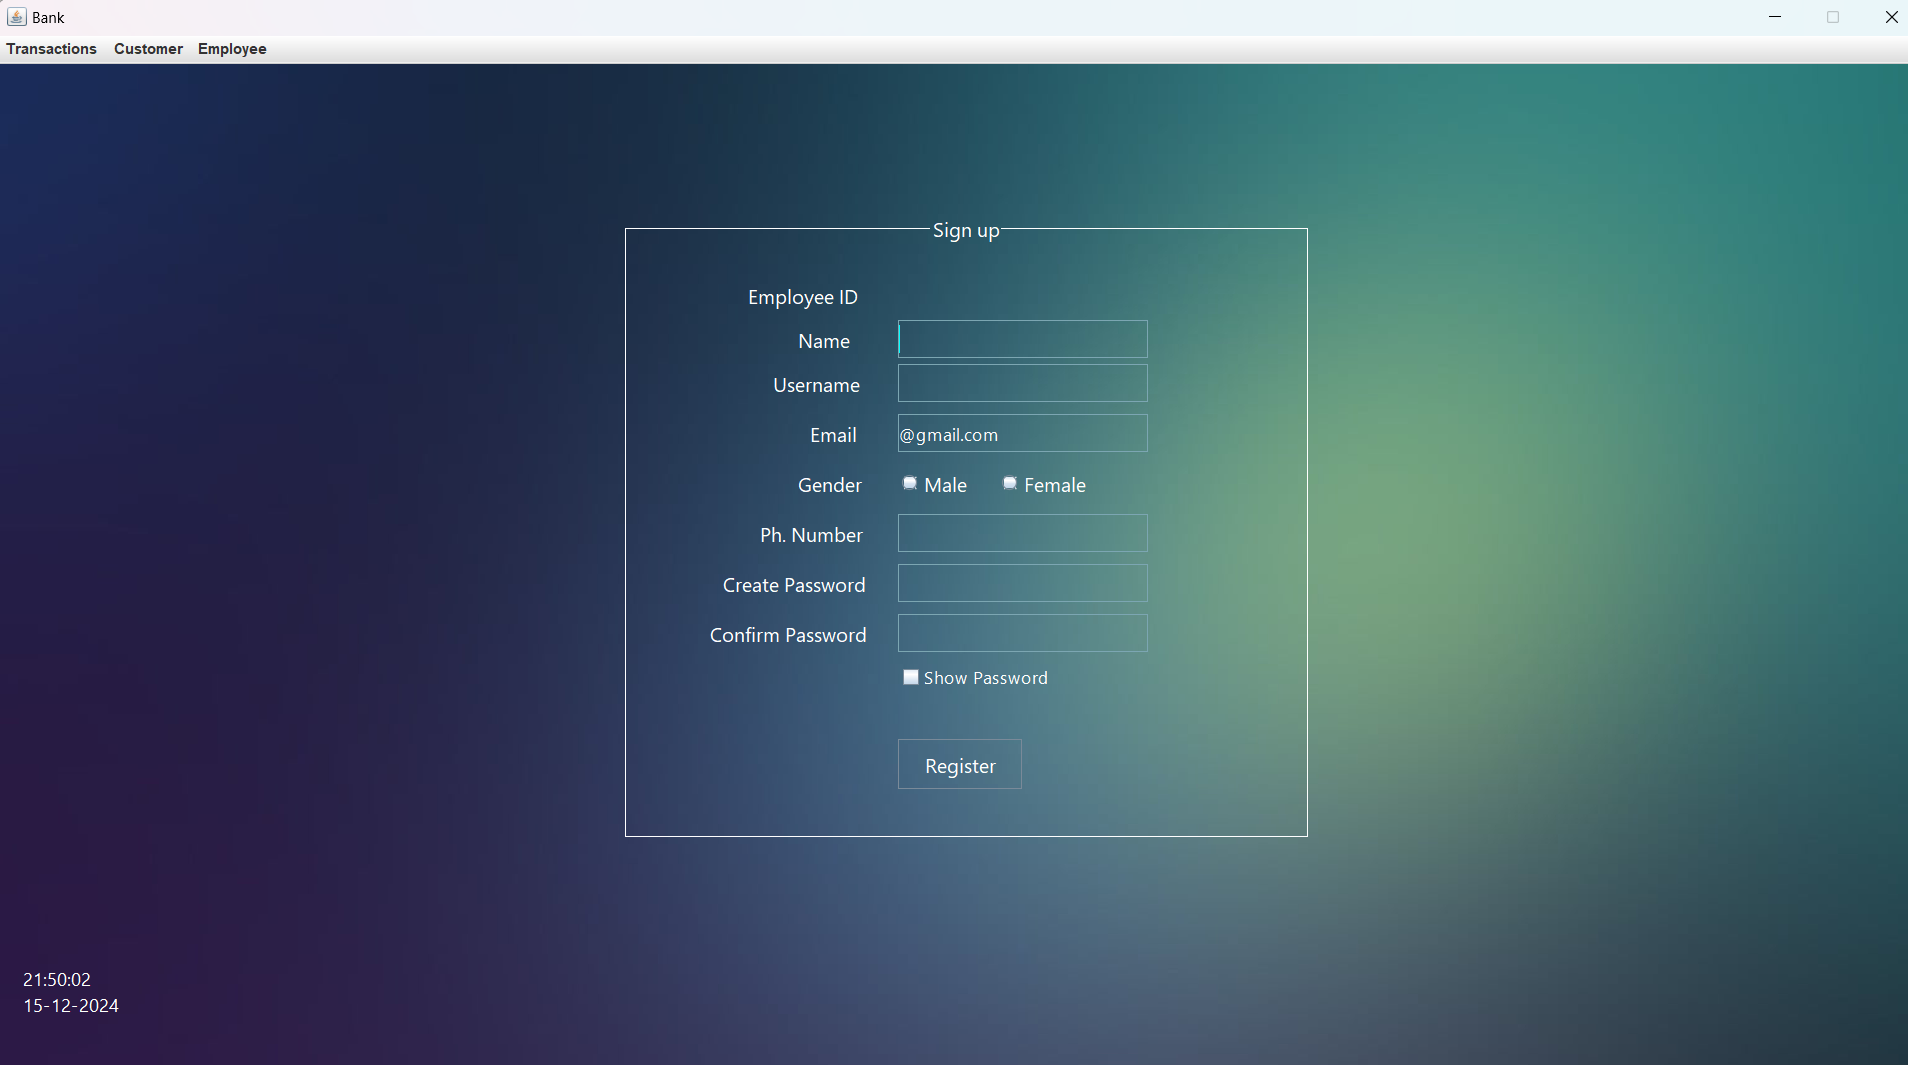 Bank
Transactions Customer Employee
Sign up
Employee ID
Name
Username
Email @gmail.com
Gender Male Female
Ph. Number
Create Password
Confirm Password
Show Password
Register
21:50:02
15-12-2024